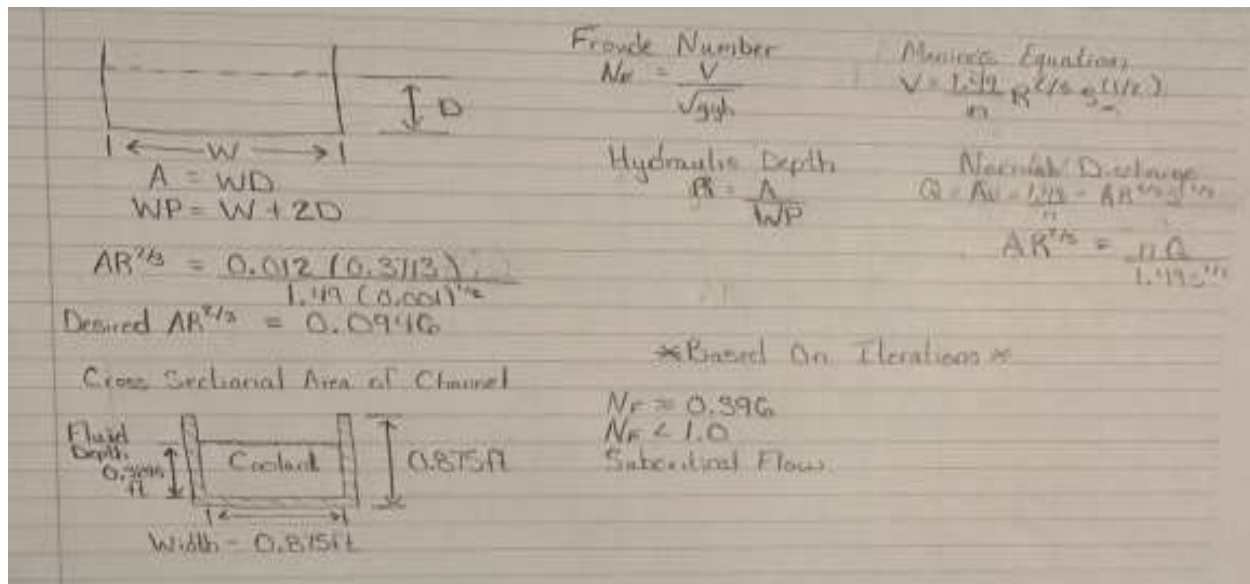 Froude Number
N_F = V / √gyh
Manning's Equation
V = 1.49/n R^2/3 S^(1/2)
D
W
A = WD
WP = W + 2D
Hydraulic Depth
R = A / WP
Normal Discharge
Q = AV = 1.49/n AR^2/3 S^1/2
AR^2/3 = nQ / 1.49 S^1/2
AR^2/3 = 0.012 (0.3713) / 1.49 (0.001)^1/2
Desired AR^2/3 = 0.0946
*Based On Iterations*
Cross Sectional Area of Channel
N_F = 0.396
N_F < 1.0
Subcritical Flow
Fluid
Depth
ft
Coolant
0.875ft
Width - 0.875ft